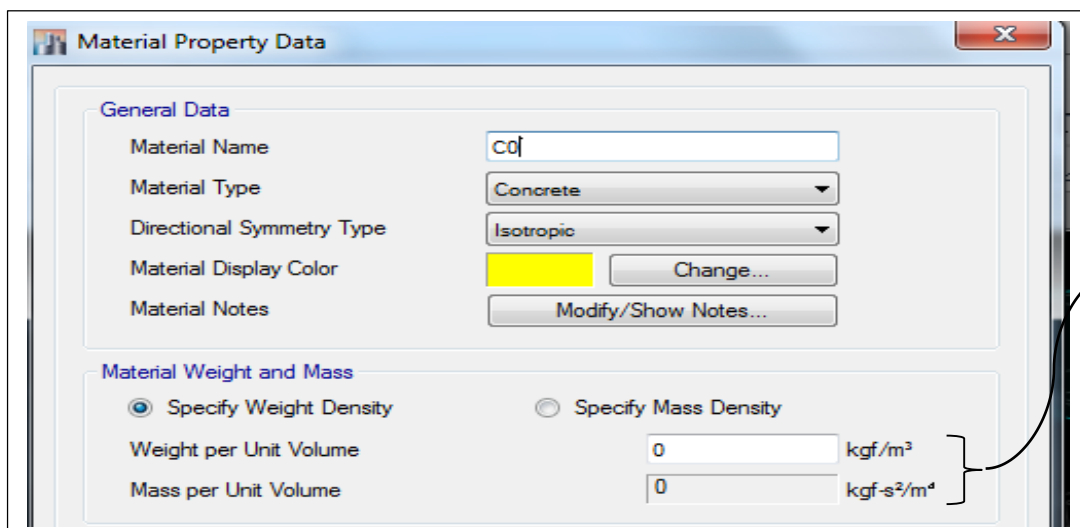 Material Property Data
General Data
Material Name C0
Material Type Concrete
Directional Symmetry Type Isotropic
Material Display Color Change...
Material Notes Modify/Show Notes...
Material Weight and Mass
Specify Weight Density Specify Mass Density
Weight per Unit Volume 0 kgf/m³
Mass per Unit Volume 0 kgf-s²/m⁴